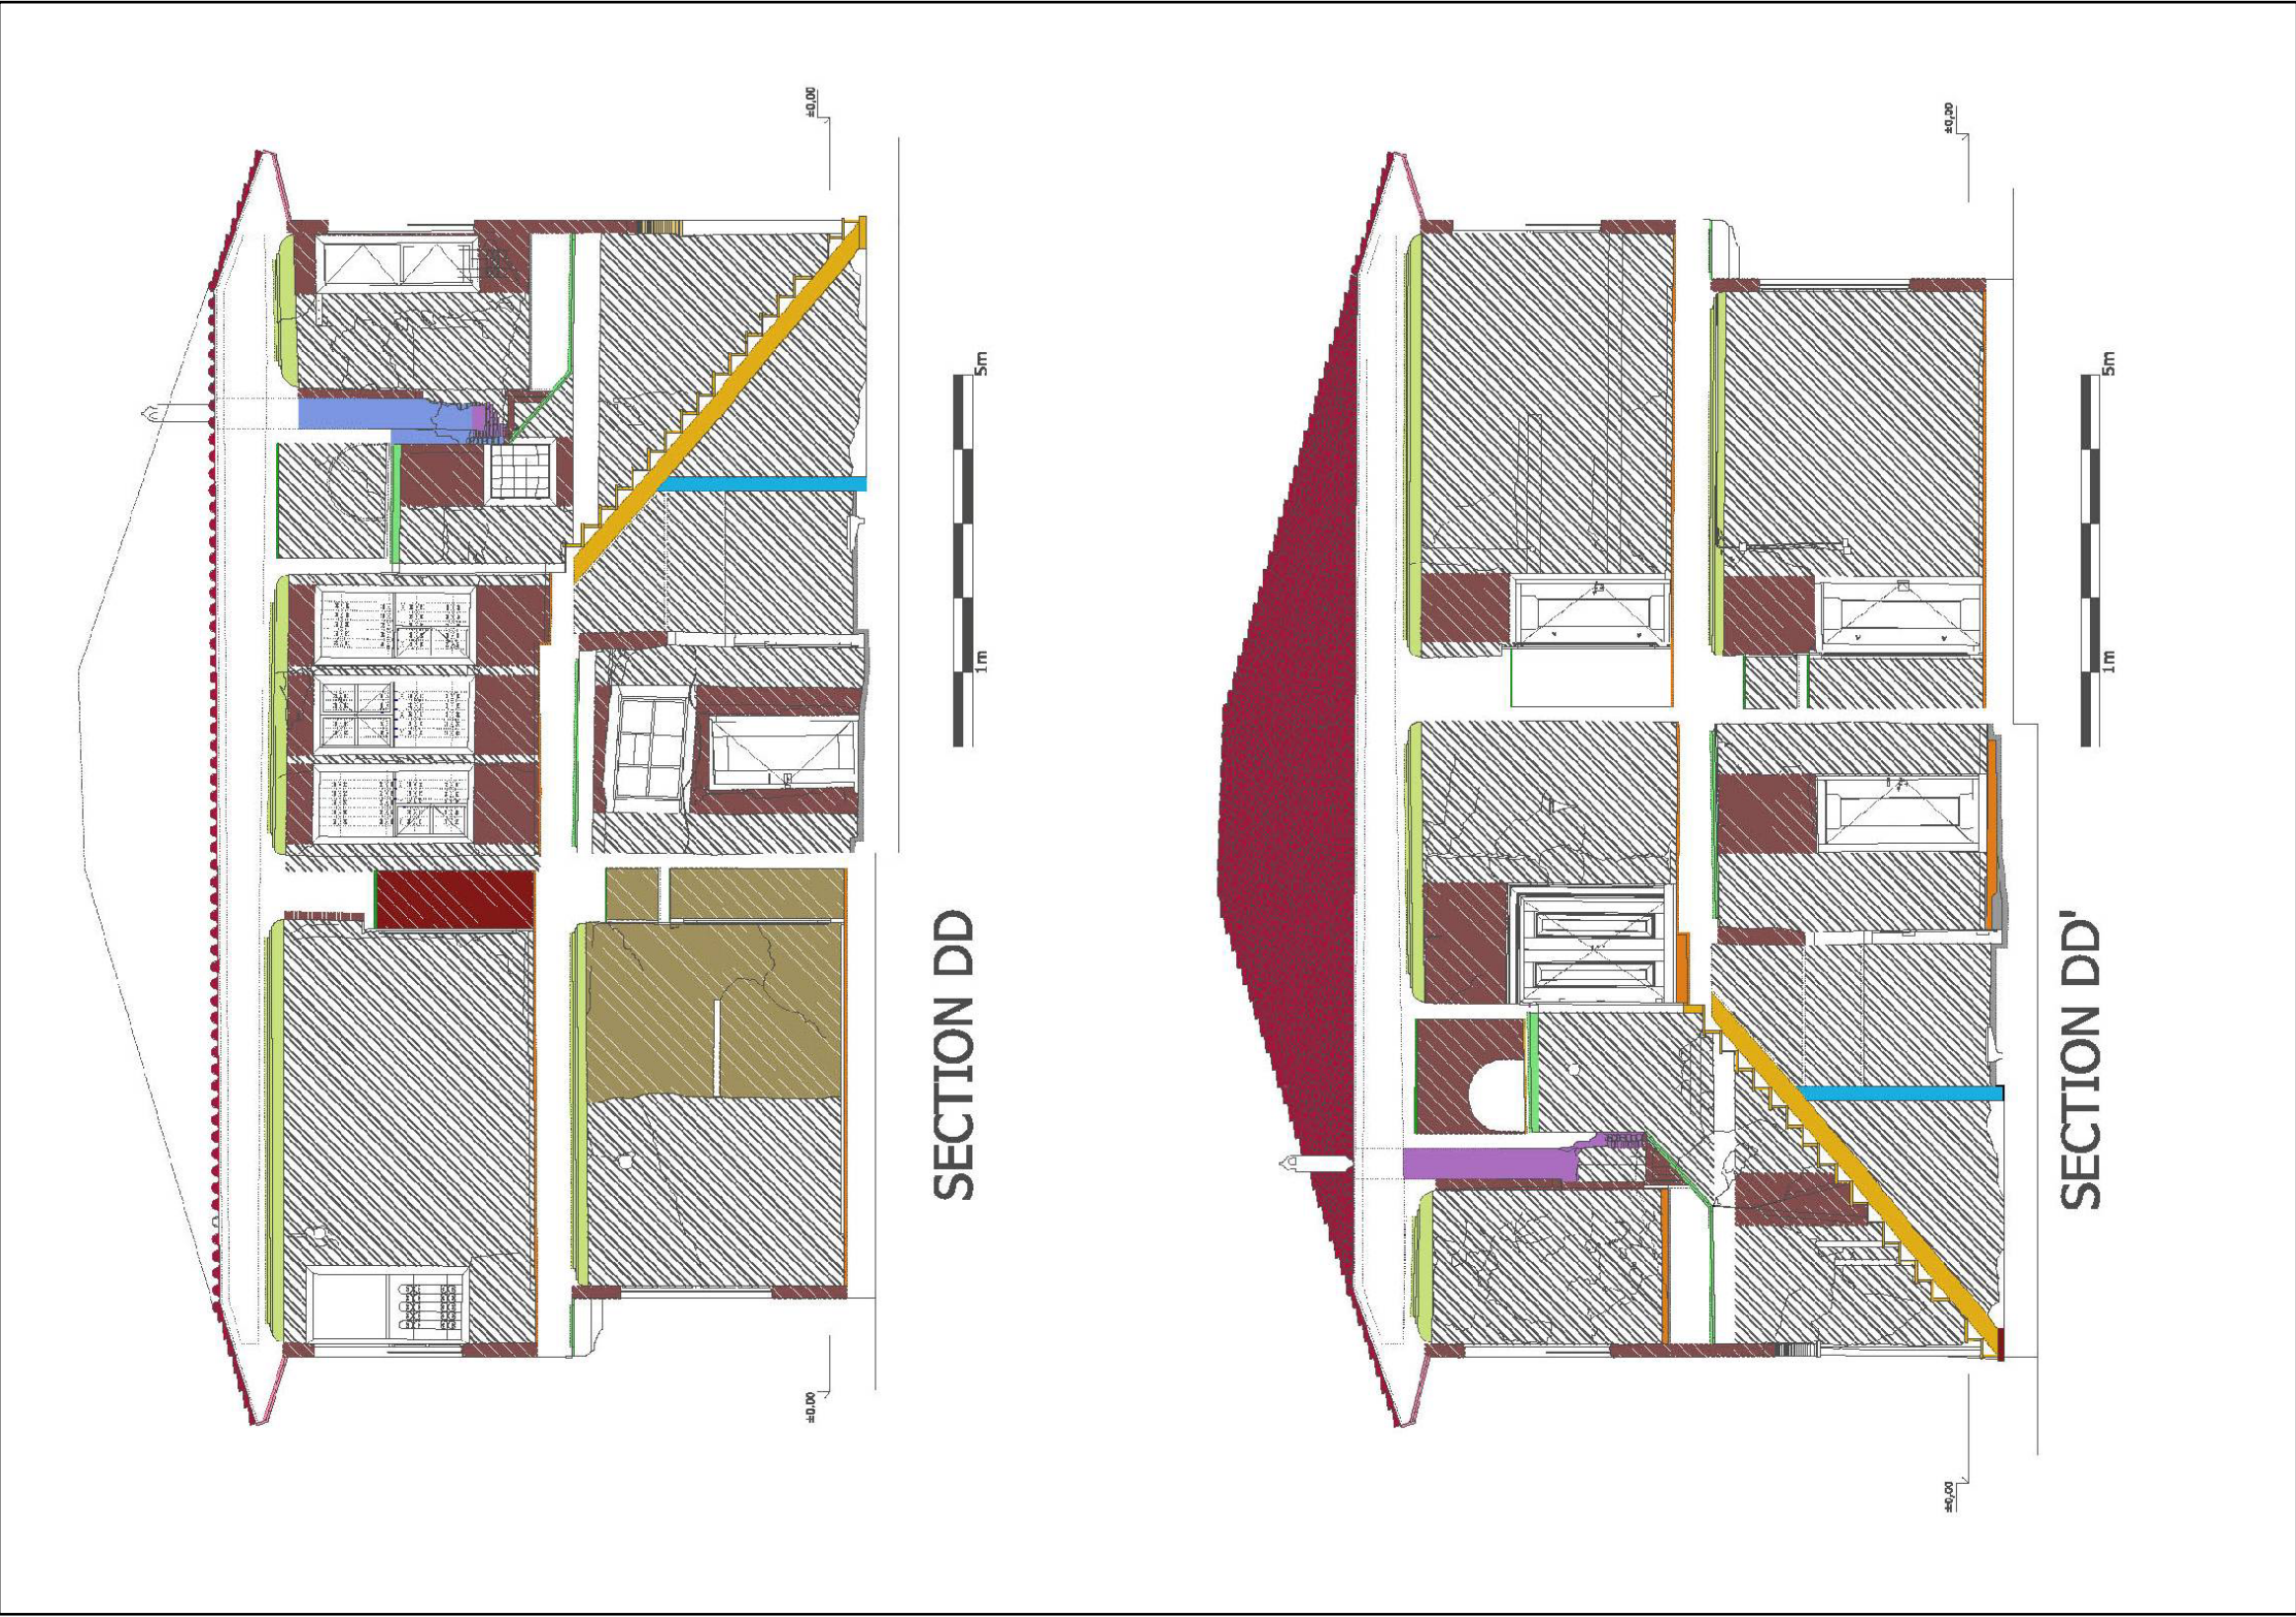 ±0.00 ±0,00
1m 5m
SECTION DD
±0,00 ±0,00
1m 5m
SECTION DD'